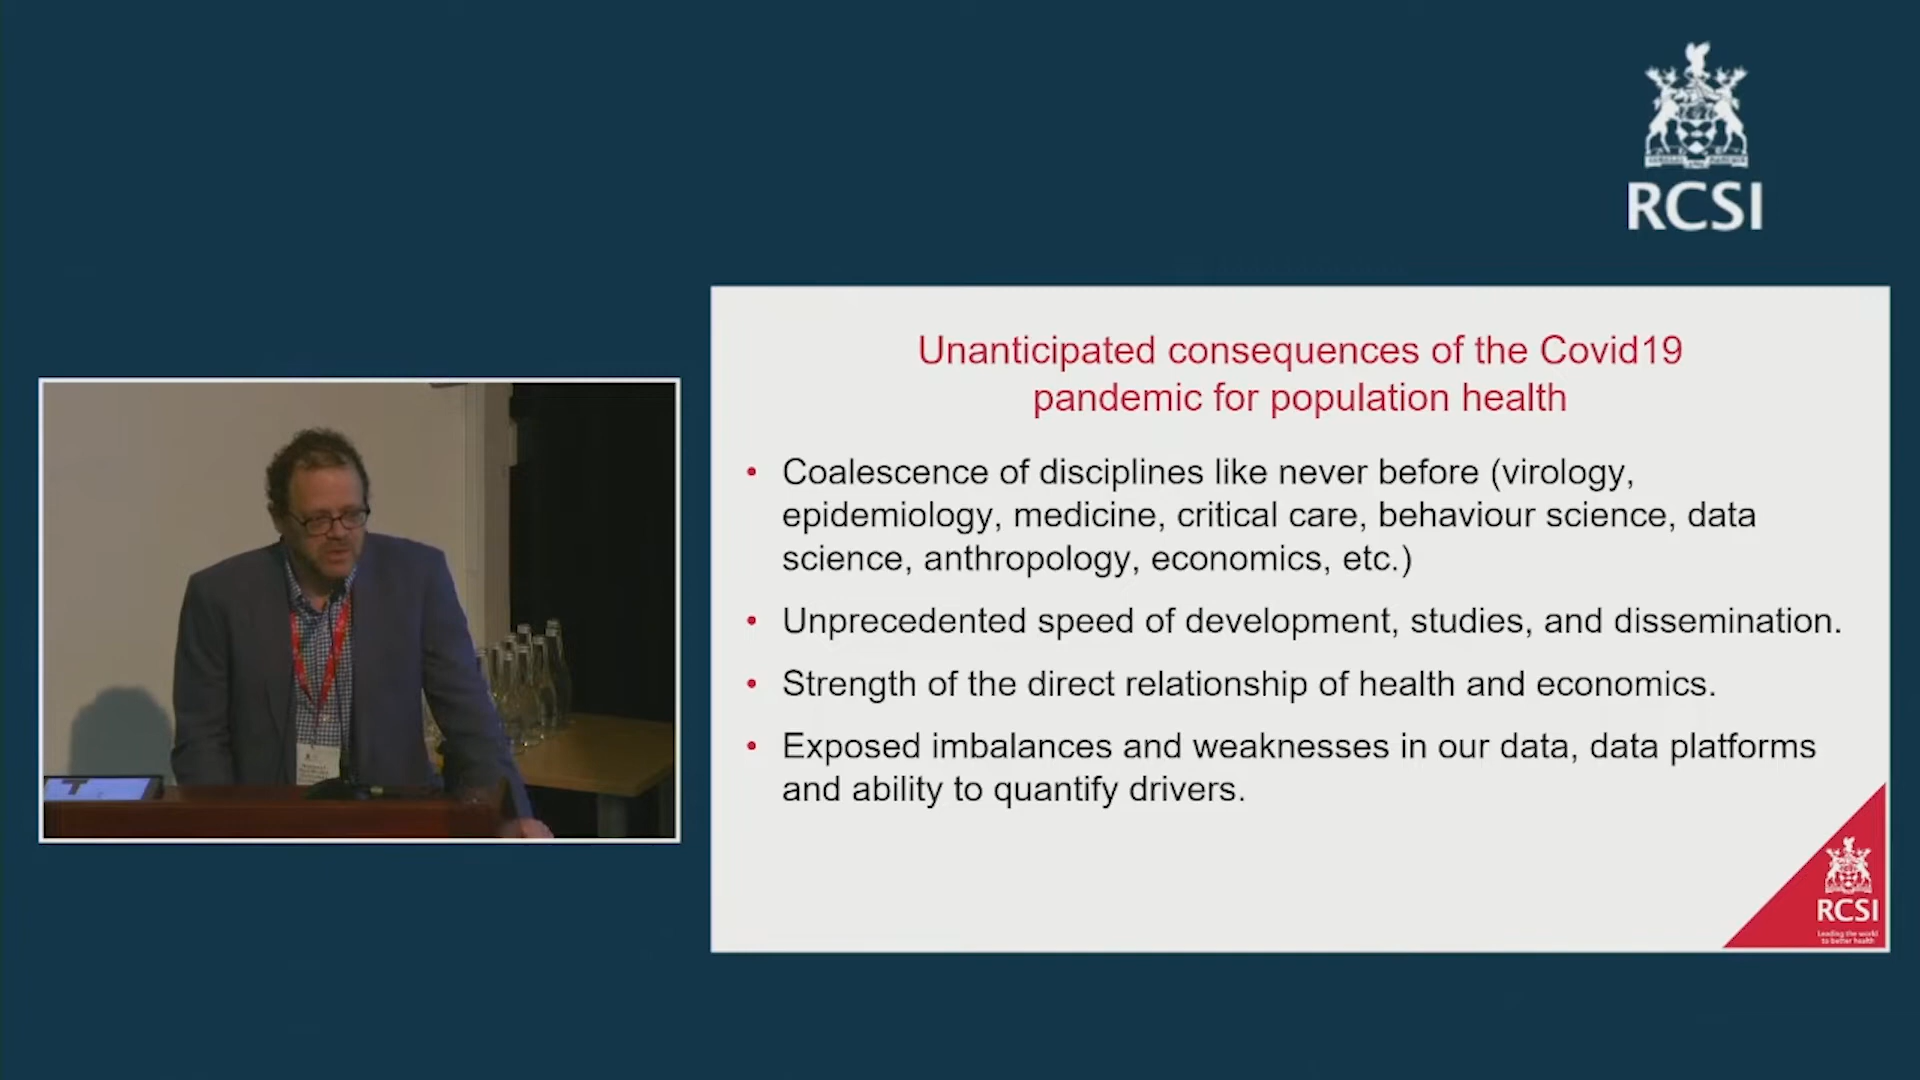 RCSI
Unanticipated consequences of the Covid19
pandemic for population health
• Coalescence of disciplines like never before (virology,
epidemiology, medicine, critical care, behaviour science, data
science, anthropology, economics, etc.)
• Unprecedented speed of development, studies, and dissemination.
• Strength of the direct relationship of health and economics.
• Exposed imbalances and weaknesses in our data, data platforms
and ability to quantify drivers.
RCSI
Leading the world
to better health